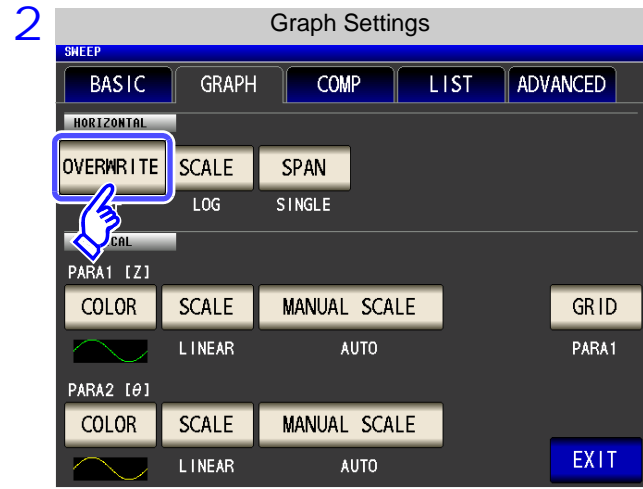 2
Graph Settings
SWEEP
BASIC GRAPH COMP LIST ADVANCED
HORIZONTAL
OVERWRITE SCALE SPAN
LOG SINGLE
PARA1 [Z]
COLOR SCALE MANUAL SCALE GRID
LINEAR AUTO PARA1
PARA2 [θ]
COLOR SCALE MANUAL SCALE
LINEAR AUTO EXIT